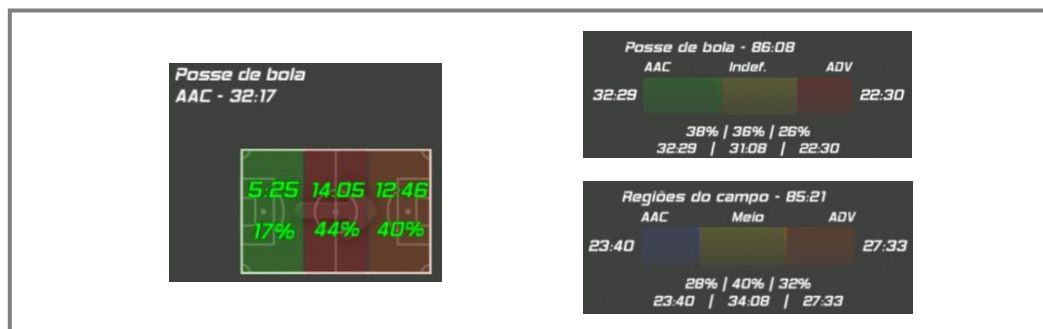 Posse de bola
AAC - 32:17
5:25 14:05 12:46
17% 44% 40%
Posse de bola - 86:08
AAC Indef. ADV
32:29 22:30
38% | 36% | 26%
32:29 | 31:08 | 22:30
Regiões do campo - 85:21
AAC Meio ADV
23:40 27:33
28% | 40% | 32%
23:40 | 34:08 | 27:33